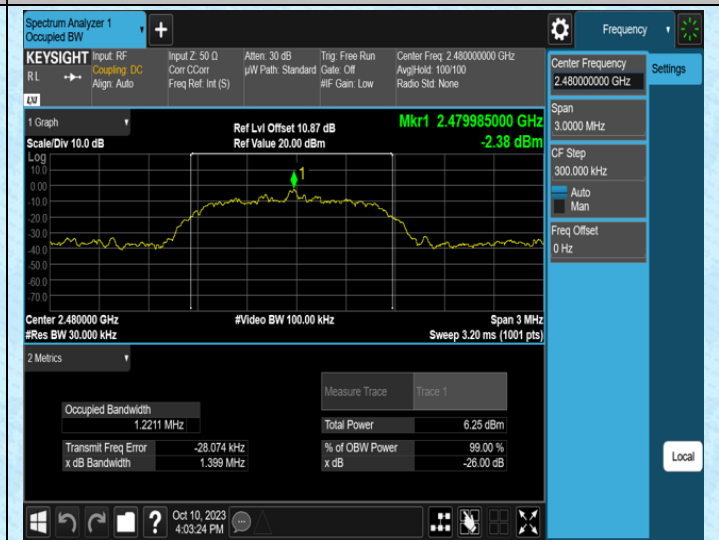 Spectrum Analyzer 1
Occupied BW
+
Frequency
KEYSIGHT
RL
LXI
Input: RF
Coupling: DC
Align: Auto
Input Z: 50 Ω
Corr CCorr
Freq Ref: Int (S)
Atten: 30 dB
µW Path: Standard
Trig: Free Run
Gate: Off
#IF Gain: Low
Center Freq: 2.480000000 GHz
Avg|Hold: 100/100
Radio Std: None
Center Frequency
2.480000000 GHz
Settings
Span
3.0000 MHz
CF Step
300.000 kHz
Auto
Man
Freq Offset
0 Hz
Local
1 Graph
Scale/Div 10.0 dB
Ref Lvl Offset 10.87 dB
Ref Value 20.00 dBm
Mkr1 2.479985000 GHz
-2.38 dBm
Log
10.0
0.00
-10.0
-20.0
-30.0
-40.0
-50.0
-60.0
-70.0
1
Center 2.480000 GHz
#Res BW 30.000 kHz
#Video BW 100.00 kHz
Span 3 MHz
Sweep 3.20 ms (1001 pts)
2 Metrics
Measure Trace Trace 1
Occupied Bandwidth
1.2211 MHz
Total Power 6.25 dBm
Transmit Freq Error -28.074 kHz
% of OBW Power 99.00 %
x dB Bandwidth 1.399 MHz
x dB -26.00 dB
?
Oct 10, 2023
4:03:24 PM